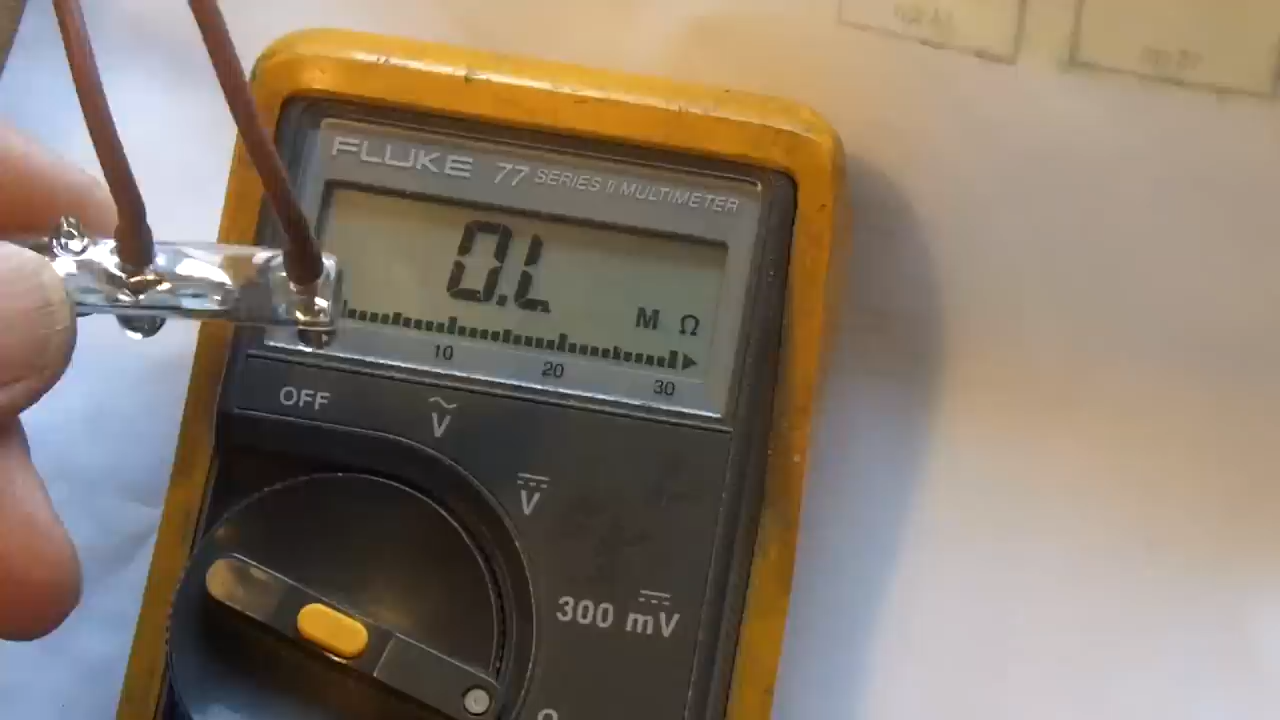 FLUKE 77 SERIES II MULTIMETER
0.L
M Ω
10 20 30
OFF
V
V
300 mV
Ω